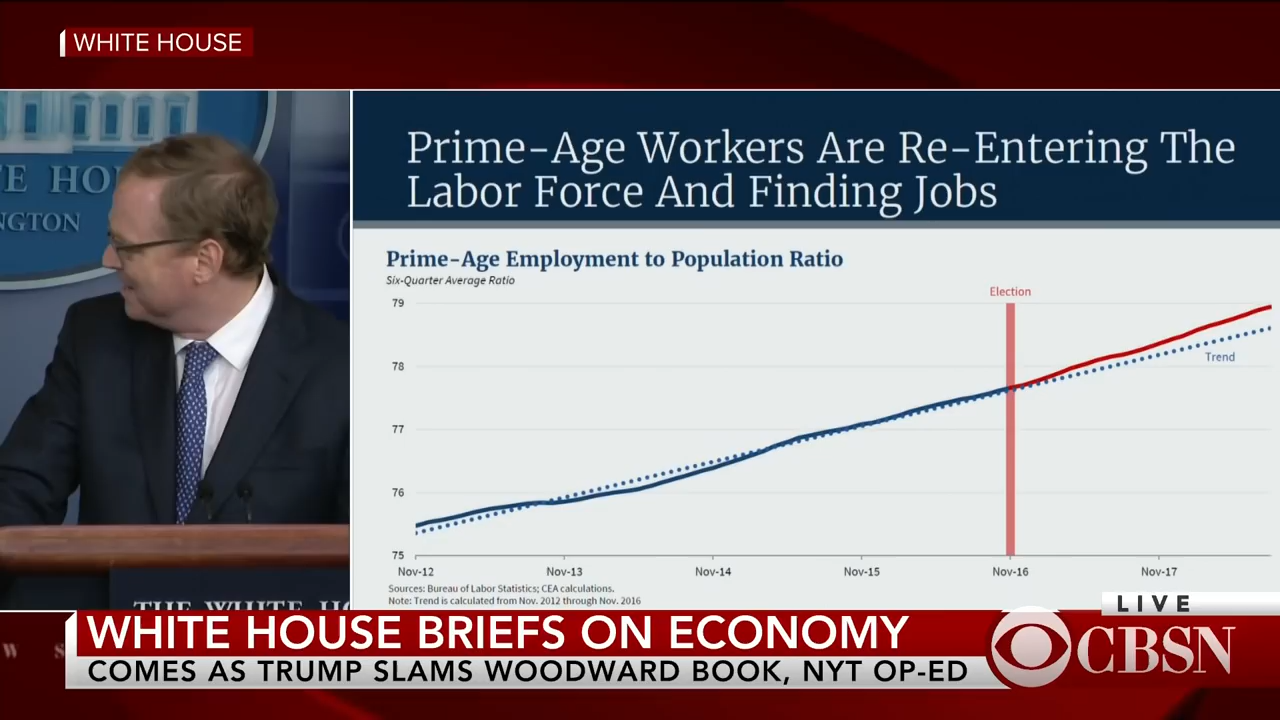 WHITE HOUSE
Prime-Age Workers Are Re-Entering The
Labor Force And Finding Jobs
Prime-Age Employment to Population Ratio
Six-Quarter Average Ratio
Election
79
78
77
76
75
Trend
Nov-12 Nov-13 Nov-14 Nov-15 Nov-16 Nov-17
Sources: Bureau of Labor Statistics; CEA calculations.
Note: Trend is calculated from Nov. 2012 through Nov. 2016
THE WHITE
LIVE
WHITE HOUSE BRIEFS ON ECONOMY
COMES AS TRUMP SLAMS WOODWARD BOOK, NYT OP-ED
CBSN